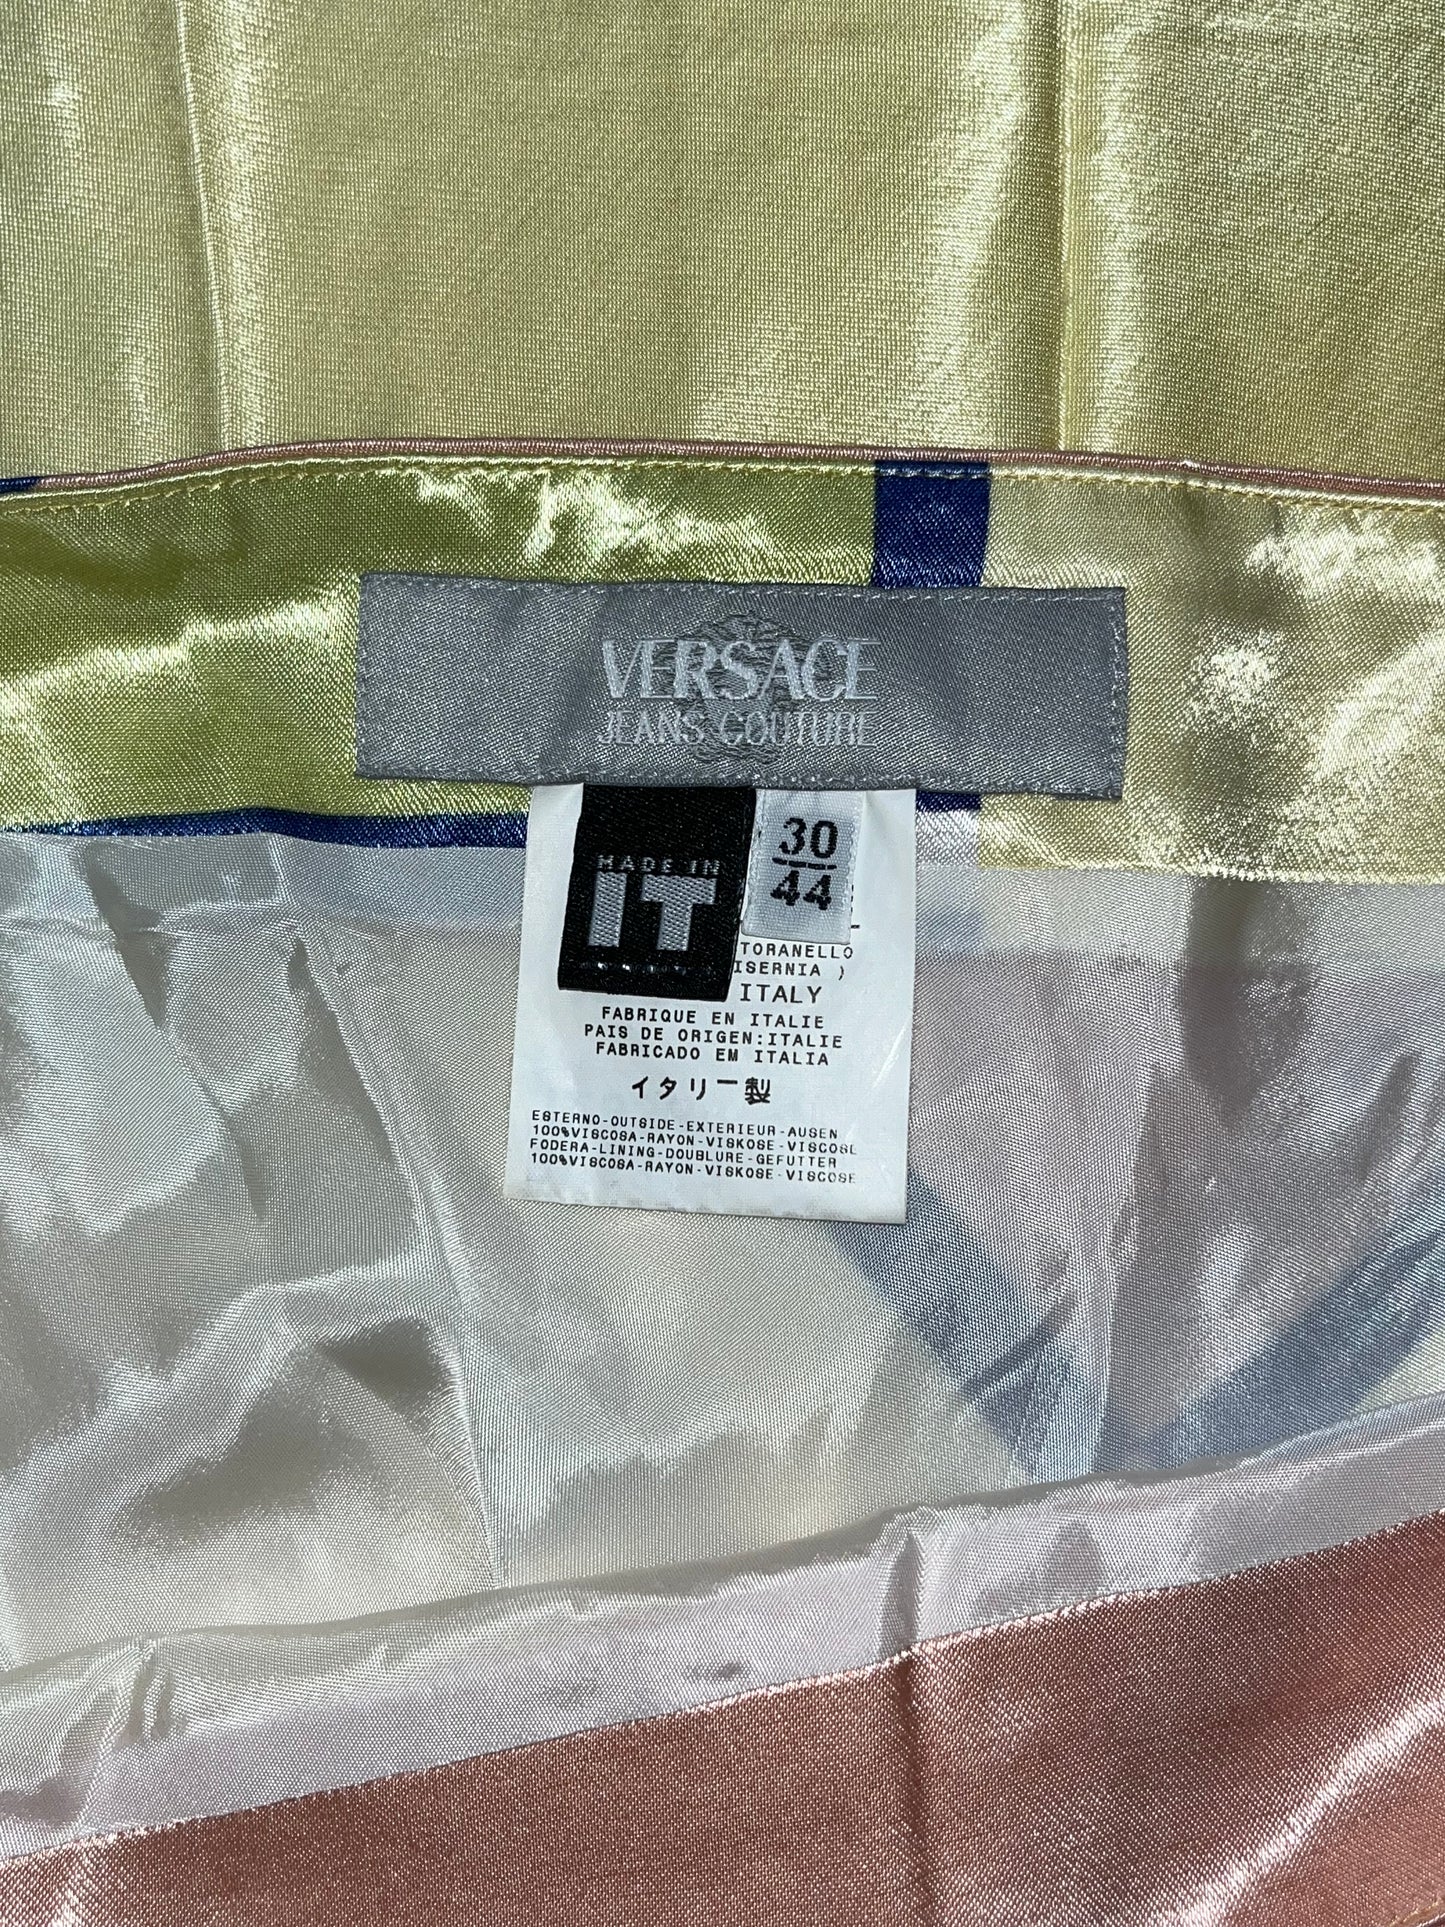 VERSACE
JEANS COUTURE
MADE IN
IT
30
44
TORANELLO
ISERNIA )
ITALY
FABRIQUE EN ITALIE
PAIS DE ORIGEN:ITALIE
FABRICADO EM ITALIA
イタリー製
ESTERNO-OUTSIDE-EXTERIEUR-AUSEN
100%VISCOSA-RAYON-VISKOSE-VISCOSE
FODERA-LINING-DOUBLURE-GEFUTTER
100%VISCOSA-RAYON-VISKOSE-VISCOSE